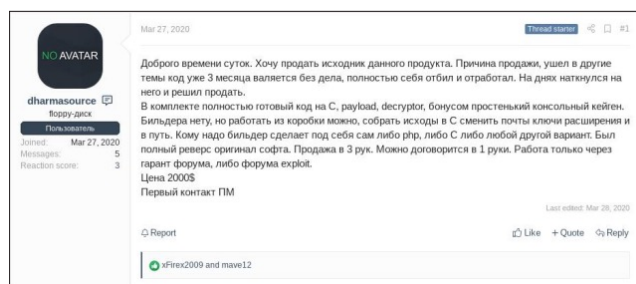 Mar 27, 2020
Thread starter
#1
NO AVATAR
dharmasource
floppy-диск
Пользователь
Joined: Mar 27, 2020
Messages: 5
Reaction score: 3
Доброго времени суток. Хочу продать исходник данного продукта. Причина продажи, ушел в другие
темы код уже 3 месяца валяется без дела, полностью себя отбил и отработал. На днях наткнулся на
него и решил продать.
В комплекте полностью готовый код на С, payload, decryptor, бонусом простенький консольный кейген.
Бильдера нету, но работать из коробки можно, собрать исходы в С сменить почты ключи расширения и
в путь. Кому надо бильдер сделает под себя сам либо php, либо С либо любой другой вариант. Был
полный реверс оригинал софта. Продажа в 3 рук. Можно договорится в 1 руки. Работа только через
гарант форума, либо форума exploit.
Цена 2000$
Первый контакт ПМ
Last edited: Mar 28, 2020
Report
Like
+ Quote
Reply
xFirex2009 and mave12